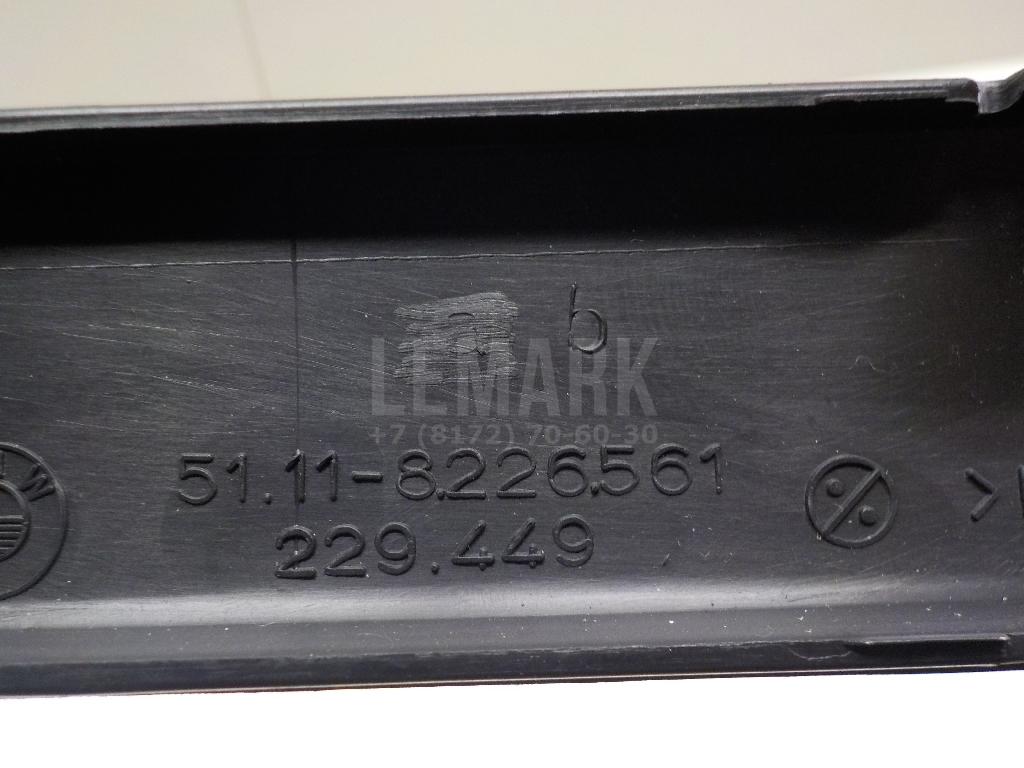 b
LEMARK
+7 (8172) 70-60-30
51.11-8.226.561
229.449
>